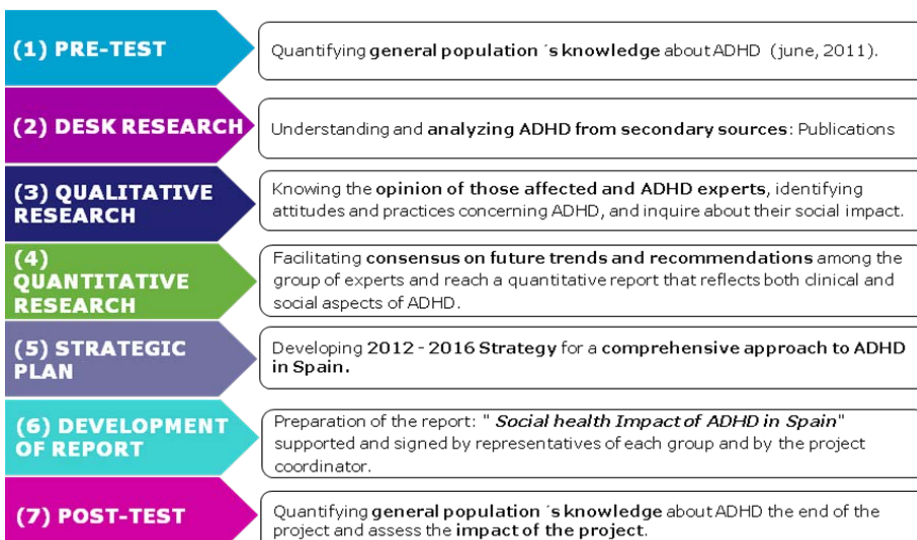 (1) PRE-TEST
Quantifying general population ´s knowledge about ADHD (june, 2011).
(2) DESK RESEARCH
Understanding and analyzing ADHD from secondary sources: Publications
(3) QUALITATIVE
RESEARCH
Knowing the opinion of those affected and ADHD experts, identifying
attitudes and practices concerning ADHD, and inquire about their social impact.
(4)
QUANTITATIVE
RESEARCH
Facilitating consensus on future trends and recommendations among the
group of experts and reach a quantitative report that reflects both clinical and
social aspects of ADHD.
(5) STRATEGIC
PLAN
Developing 2012 - 2016 Strategy for a comprehensive approach to ADHD
in Spain.
(6) DEVELOPMENT
OF REPORT
Preparation of the report: " Social health Impact of ADHD in Spain"
supported and signed by representatives of each group and by the project
coordinator.
(7) POST-TEST
Quantifying general population ´s knowledge about ADHD the end of the
project and assess the impact of the project.